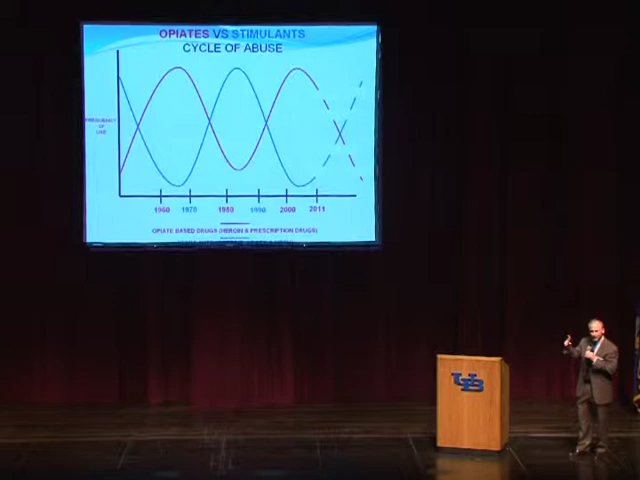 OPIATES VS STIMULANTS
CYCLE OF ABUSE
FREQUENCY
OF
USE
1960 1970 1980 1990 2000 2011
OPIATE BASED DRUGS (HEROIN & PRESCRIPTION DRUGS)
UB